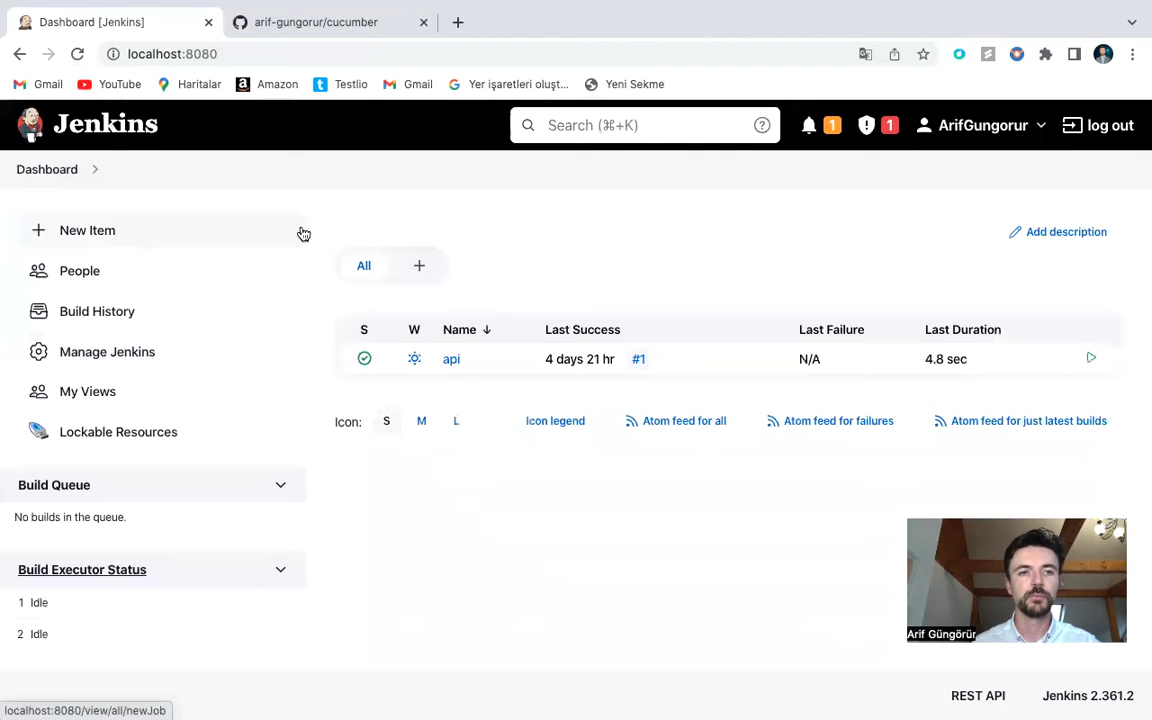 Dashboard [Jenkins]
arif-gungorur/cucumber
localhost:8080
Gmail
YouTube
Haritalar
Amazon
Testlio
Gmail
Yer işaretleri oluşt...
Yeni Sekme
Jenkins
Search (⌘+K)
1
1
ArifGungorur
log out
Dashboard
New Item
People
Build History
Manage Jenkins
My Views
Lockable Resources
Build Queue
No builds in the queue.
Build Executor Status
1 Idle
2 Idle
Add description
All
S W Name ↓ Last Success Last Failure Last Duration
api 4 days 21 hr #1 N/A 4.8 sec
Icon: S M L
Icon legend
Atom feed for all
Atom feed for failures
Atom feed for just latest builds
Arif Güngörür
REST API
Jenkins 2.361.2
localhost:8080/view/all/newJob